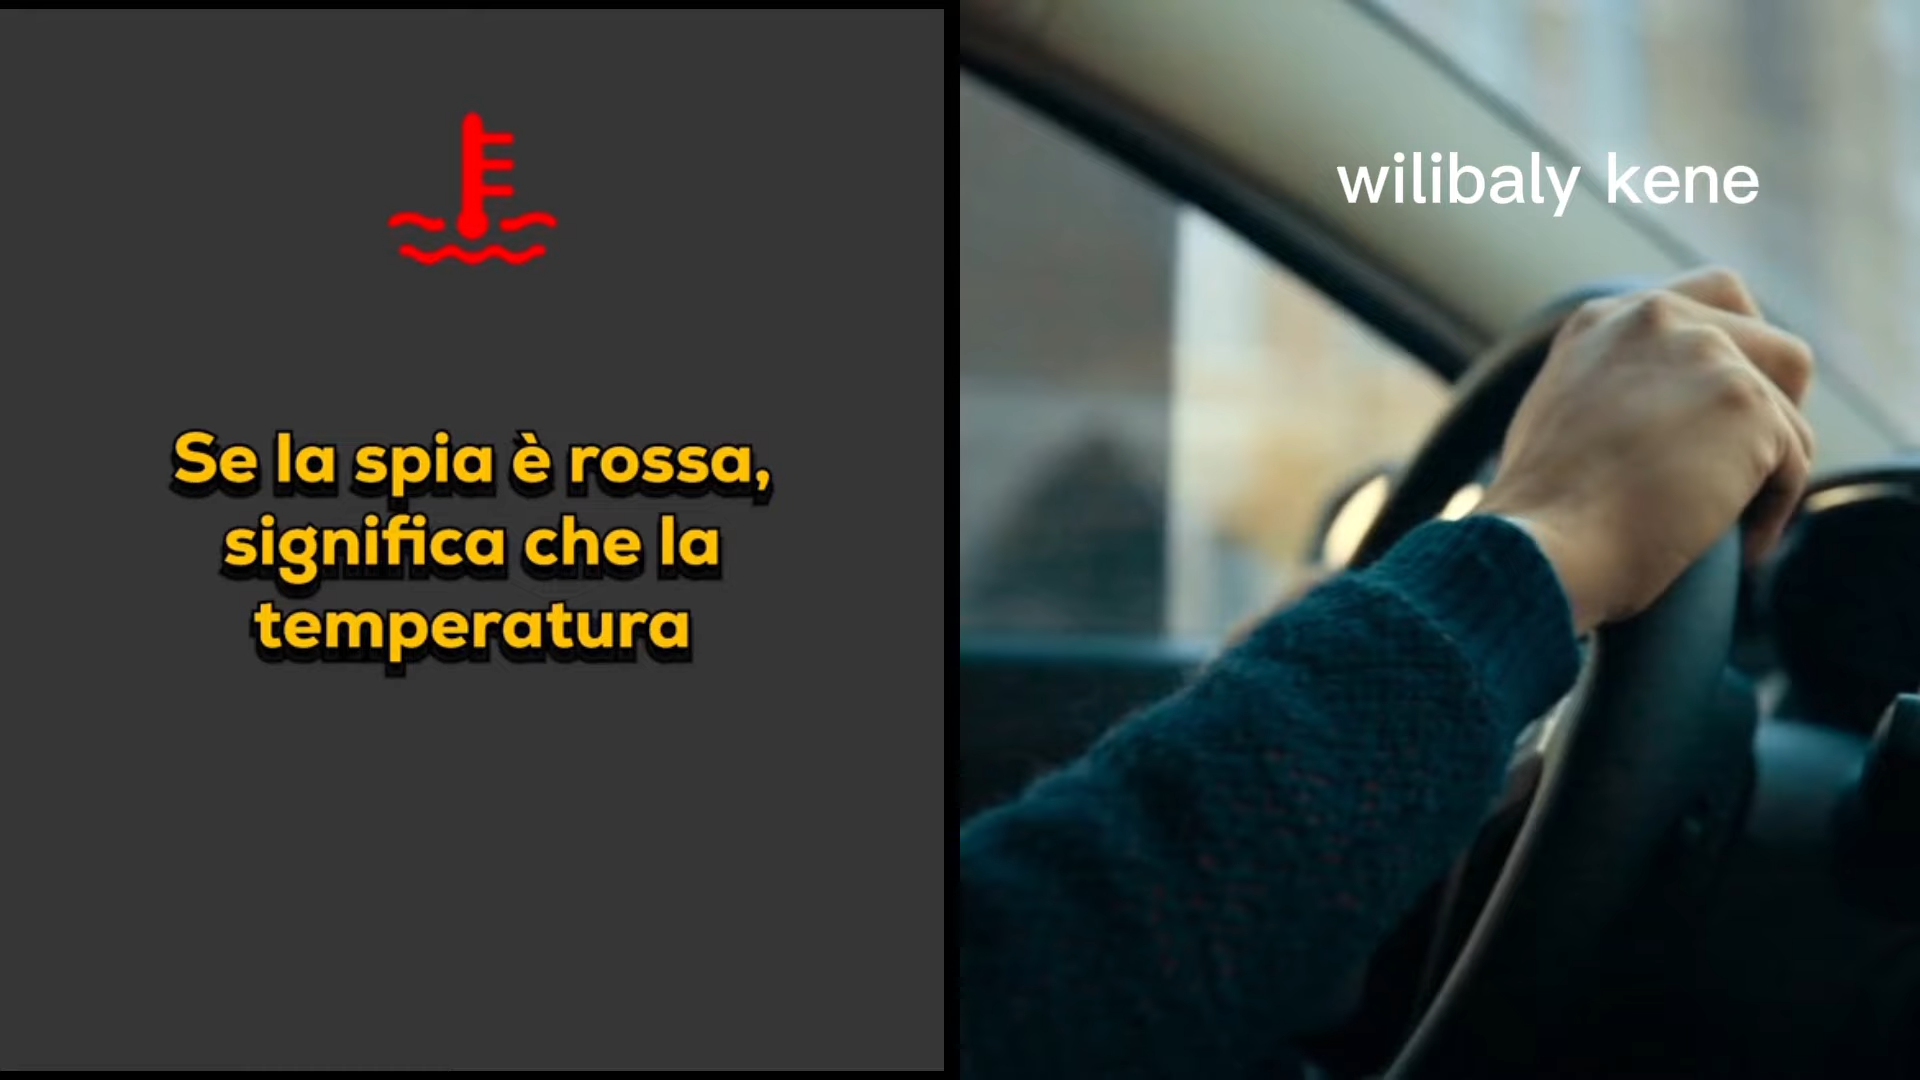 Se la spia è rossa,
significa che la
temperatura
wilibaly kene